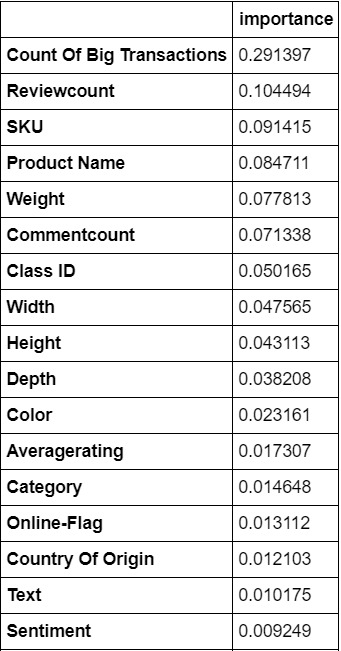 importance
Count Of Big Transactions 0.291397
Reviewcount 0.104494
SKU 0.091415
Product Name 0.084711
Weight 0.077813
Commentcount 0.071338
Class ID 0.050165
Width 0.047565
Height 0.043113
Depth 0.038208
Color 0.023161
Averagerating 0.017307
Category 0.014648
Online-Flag 0.013112
Country Of Origin 0.012103
Text 0.010175
Sentiment 0.009249